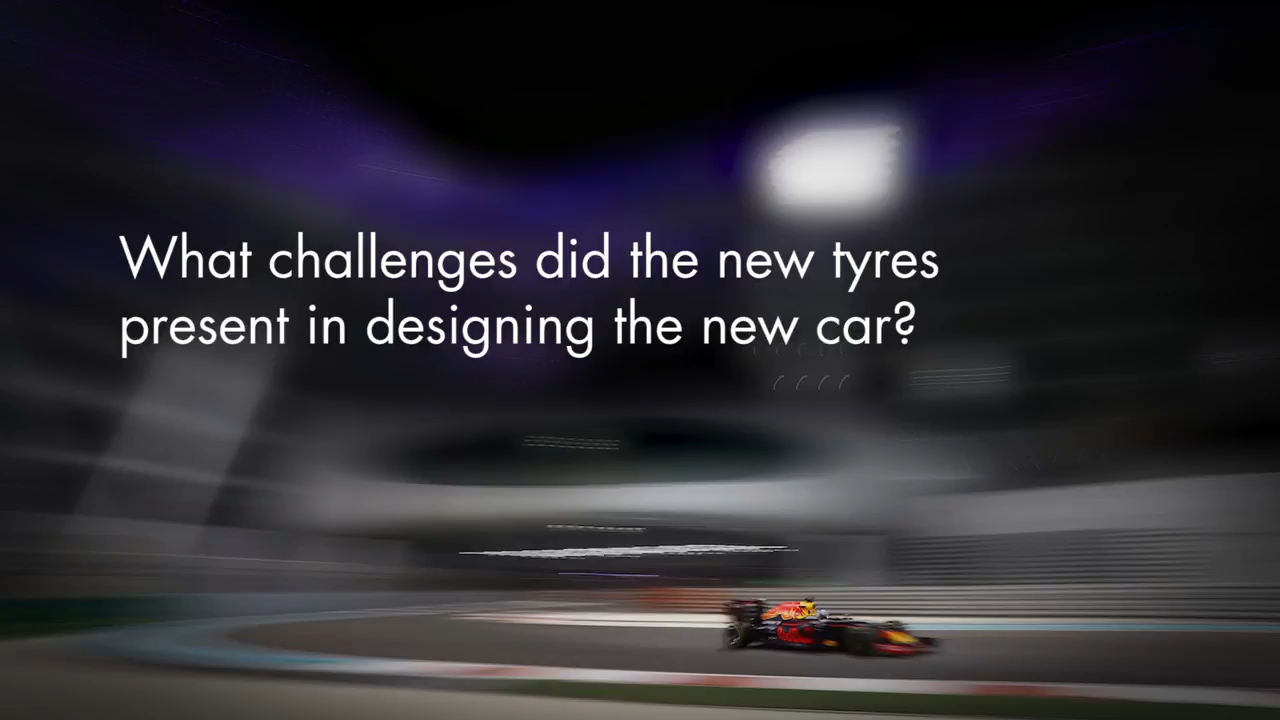 What challenges did the new tyres
present in designing the new car?